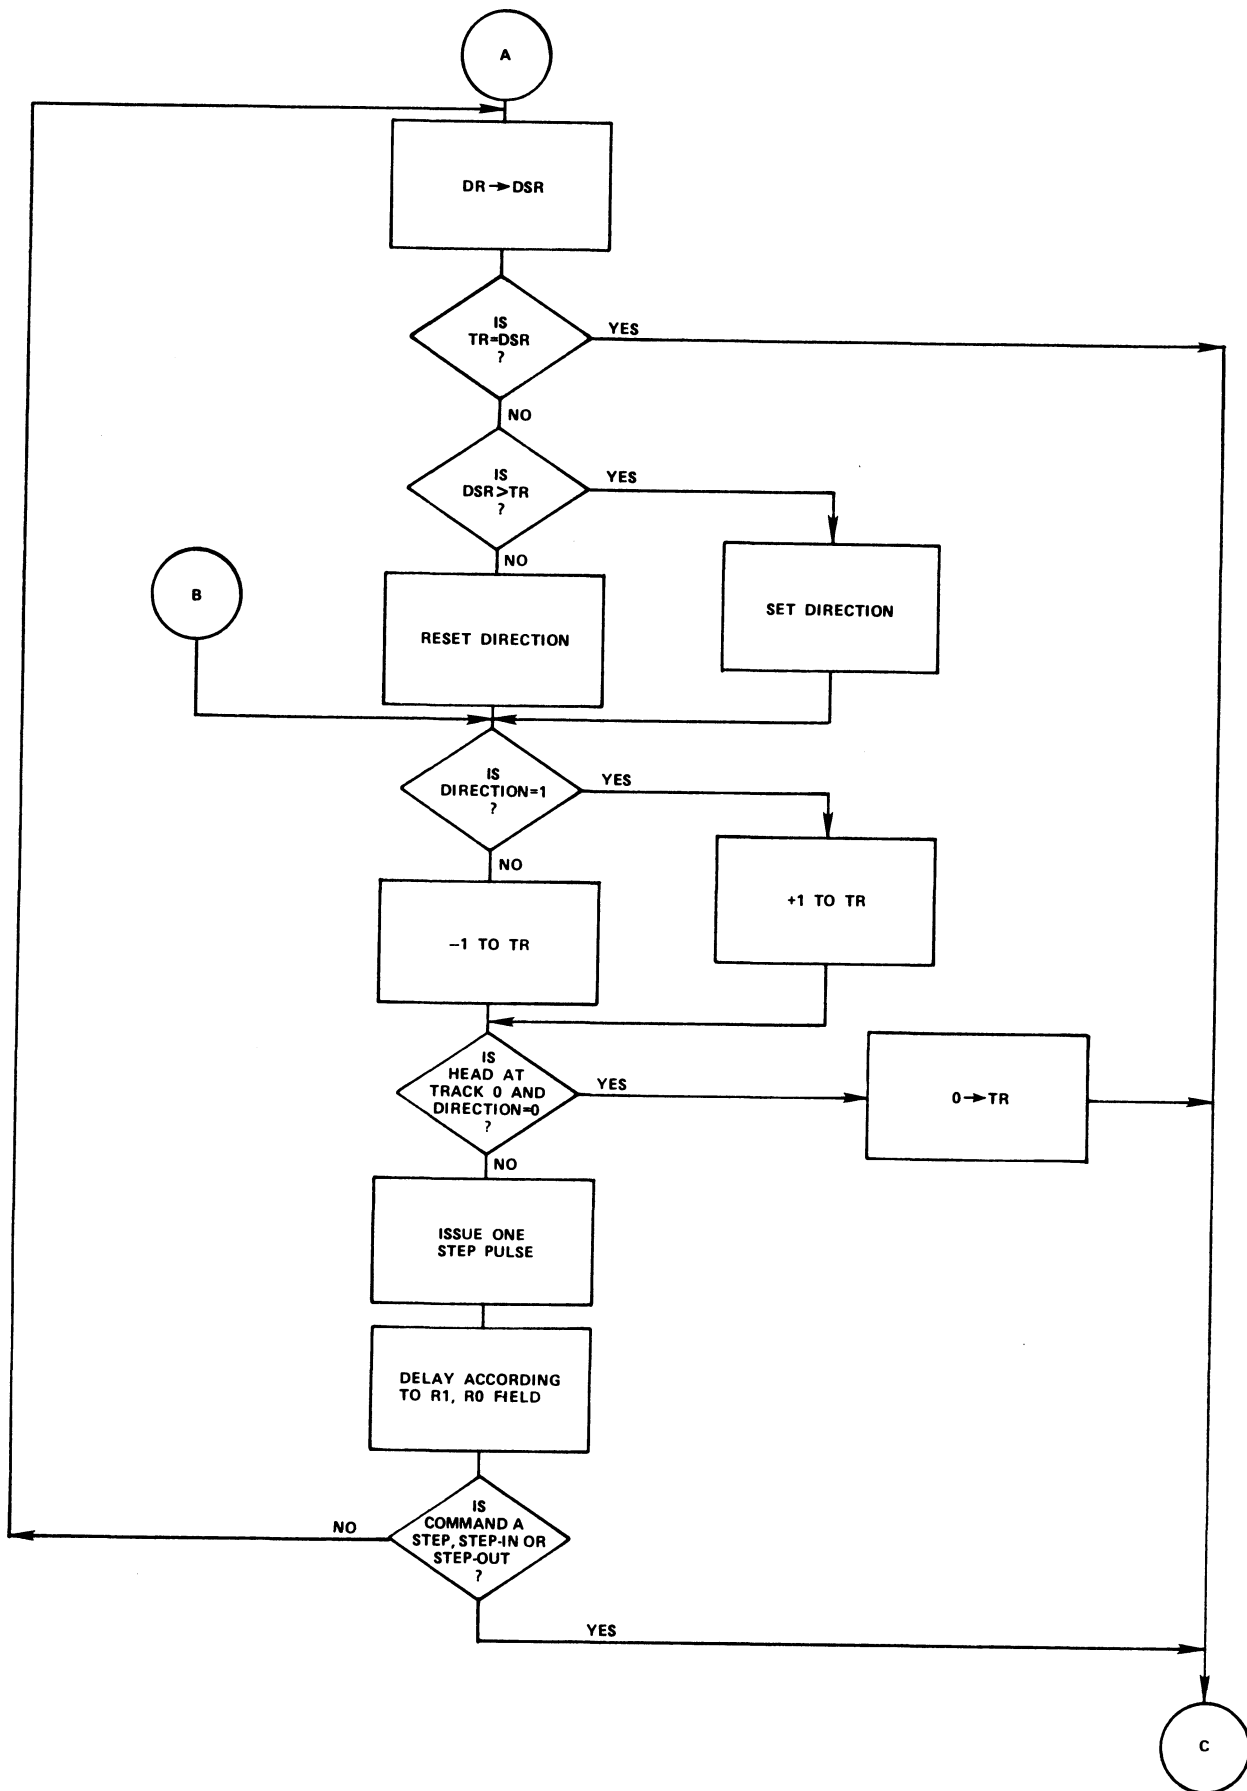 A
DR→DSR
IS
TR=DSR
?
YES
NO
IS
DSR>TR
?
YES
NO
B
RESET DIRECTION
SET DIRECTION
IS
DIRECTION=1
?
YES
NO
–1 TO TR
+1 TO TR
IS
HEAD AT
TRACK 0 AND
DIRECTION=0
?
YES
0→TR
NO
ISSUE ONE
STEP PULSE
DELAY ACCORDING
TO R1, R0 FIELD
IS
COMMAND A
STEP, STEP-IN OR
STEP-OUT
?
NO
YES
C